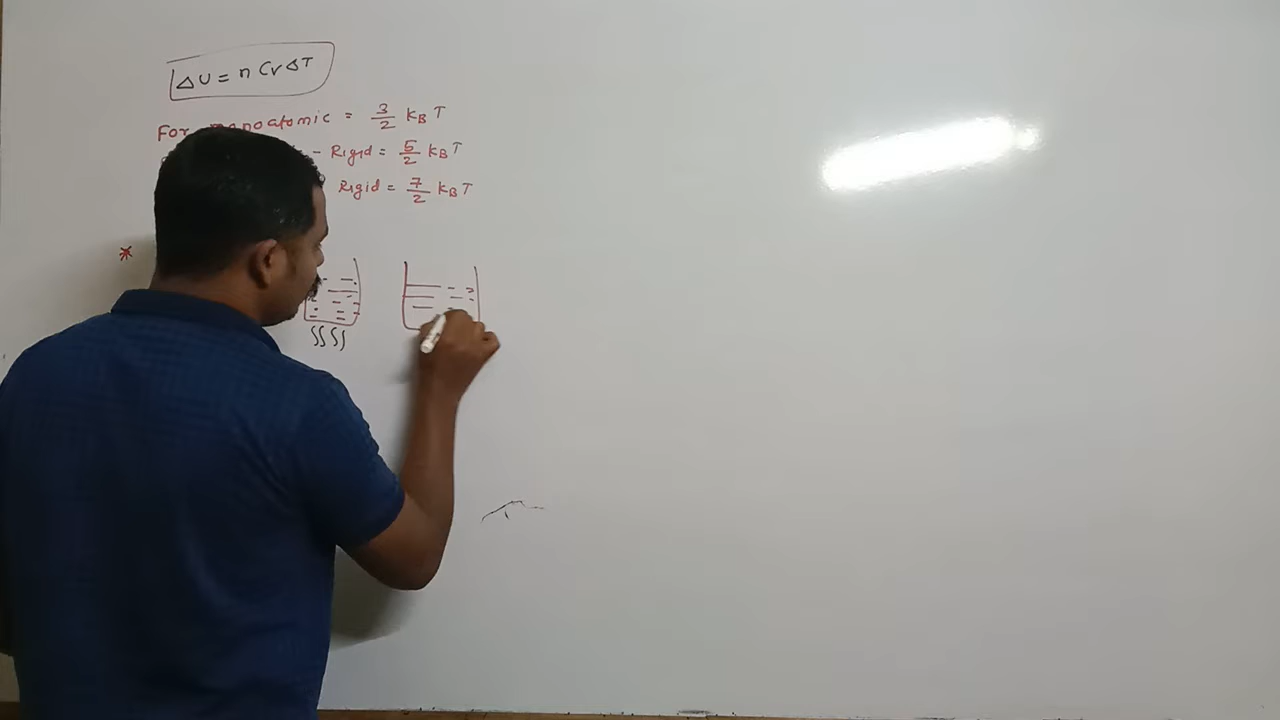 ΔU = n Cv ΔT
For monoatomic = 3/2 KB T
- Rigid = 5/2 KB T
Rigid = 7/2 KB T
*